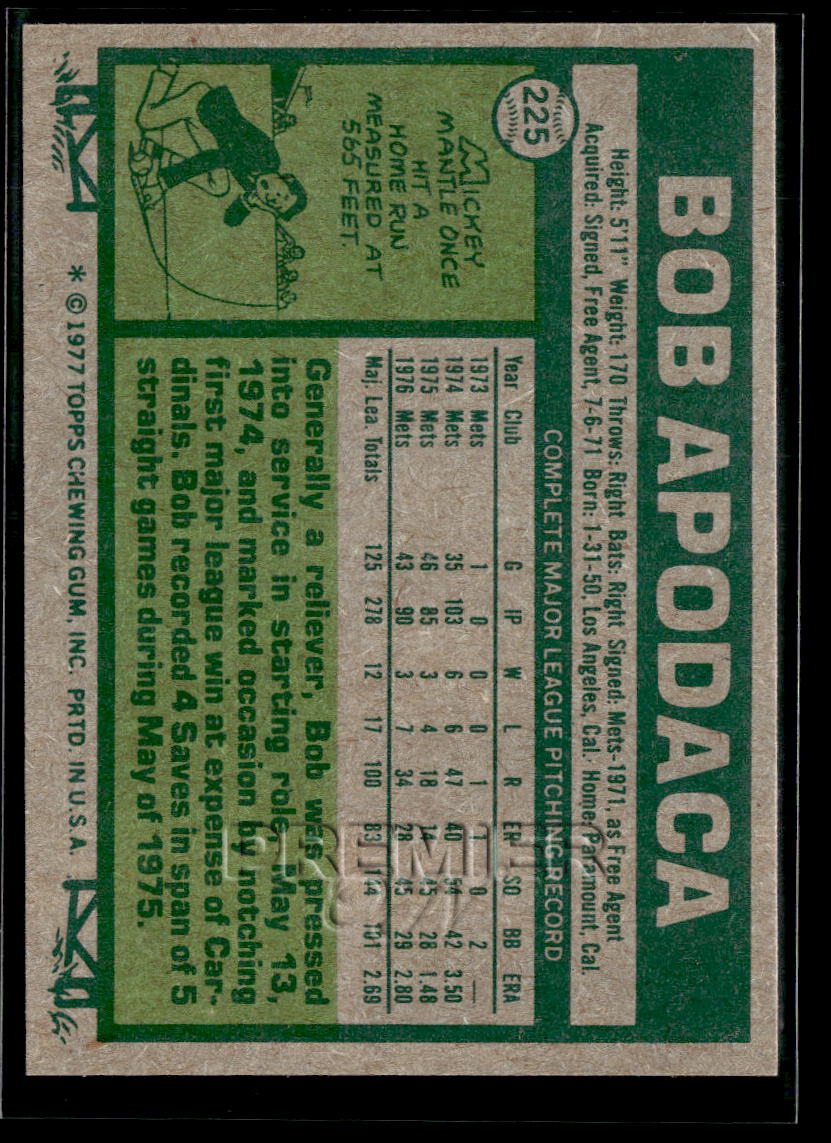 225
BOB APODACA
Height: 5'11" Weight: 170 Throws: Right Bats: Right Signed: Mets-1971, as Free Agent
Acquired: Signed, Free Agent, 7-6-71 Born: 1-31-50, Los Angeles, Cal. Home: Paramount, Cal.
COMPLETE MAJOR LEAGUE PITCHING RECORD
Year Club G IP W L R ER SO BB ERA
1973 Mets 1 0 0 0 1 1 0 2 —
1974 Mets 35 103 6 6 47 40 54 42 3.50
1975 Mets 46 85 3 4 18 14 45 28 1.48
1976 Mets 43 90 3 7 34 28 45 29 2.80
Maj. Lea. Totals 125 278 12 17 100 83 144 101 2.69
MICKEY
MANTLE ONCE
HIT A
HOME RUN
MEASURED AT
565 FEET.
Generally a reliever, Bob was pressed
into service in starting role, May 13,
1974, and marked occasion by notching
first major league win at expense of Car-
dinals. Bob recorded 4 Saves in span of 5
straight games during May of 1975.
* © 1977 TOPPS CHEWING GUM, INC. PRTD. IN U.S.A.
PREMIER